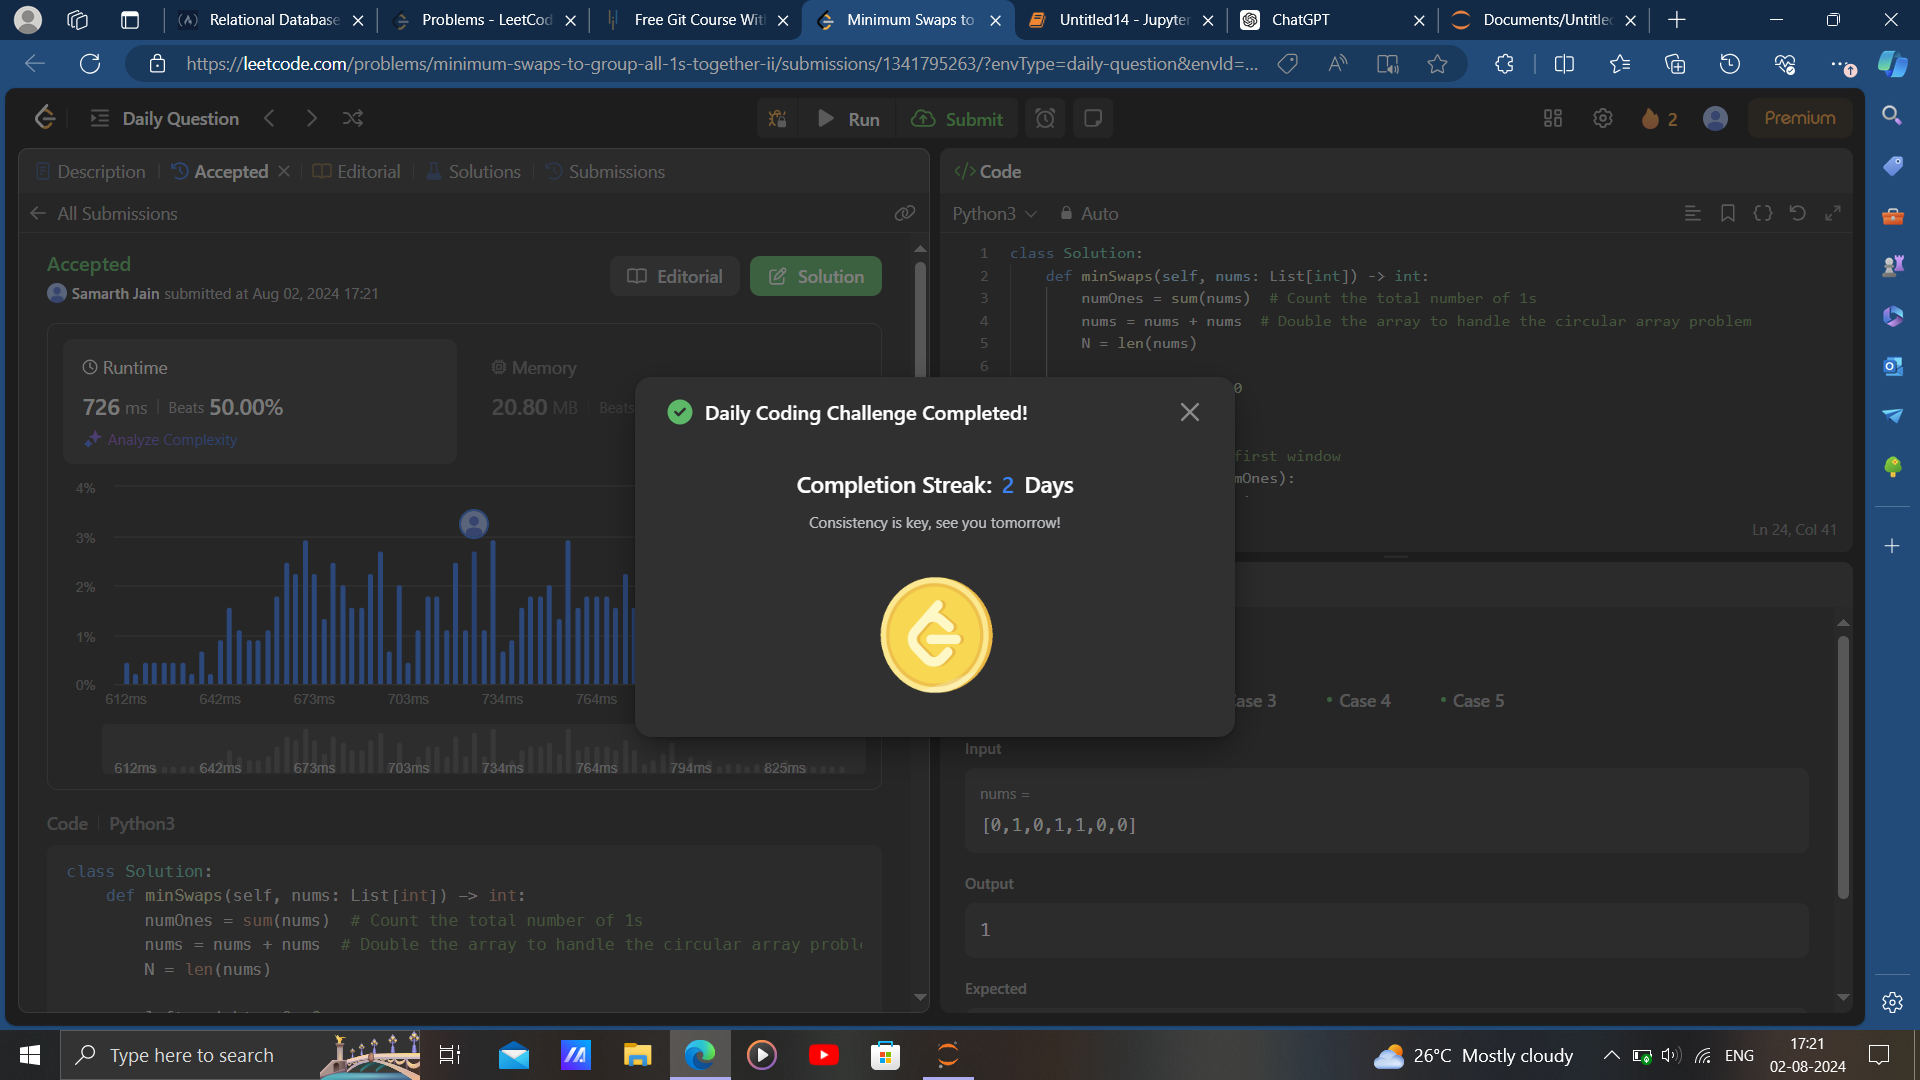 Relational Database
Problems - LeetCod
Free Git Course Wit
Minimum Swaps to
Untitled14 - Jupyter
ChatGPT
Documents/Untitle
https://leetcode.com/problems/minimum-swaps-to-group-all-1s-together-ii/submissions/1341795263/?envType=daily-question&envId=...
Daily Question
Run
Submit
2
Premium
Description
Accepted
Editorial
Solutions
Submissions
All Submissions
Accepted
Samarth Jain submitted at Aug 02, 2024 17:21
Editorial
Solution
Runtime
726 ms | Beats 50.00%
Analyze Complexity
Memory
20.80 MB | Beats
4%
3%
2%
1%
0%
612ms 642ms 673ms 703ms 734ms 764ms
612ms 642ms 673ms 703ms 734ms 764ms 794ms 825ms
Code | Python3
class Solution:
def minSwaps(self, nums: List[int]) -> int:
numOnes = sum(nums) # Count the total number of 1s
nums = nums + nums # Double the array to handle the circular array proble
N = len(nums)
</> Code
Python3
Auto
1 class Solution:
2 def minSwaps(self, nums: List[int]) -> int:
3 numOnes = sum(nums) # Count the total number of 1s
4 nums = nums + nums # Double the array to handle the circular array problem
5 N = len(nums)
6
0
first window
mOnes):
Ln 24, Col 41
Daily Coding Challenge Completed!
Completion Streak: 2 Days
Consistency is key, see you tomorrow!
ase 3
• Case 4
• Case 5
Input
nums =
[0,1,0,1,1,0,0]
Output
1
Expected
Type here to search
26°C Mostly cloudy
ENG
17:21
02-08-2024